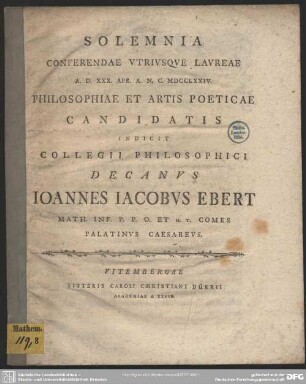 SOLEMNIA
CONFERENDAE VTRIVSQVE LAVREAE
A. D. XXX. APR. A. N. C. MDCCLXXIV.
PHILOSOPHIAE ET ARTIS POETICAE
CANDIDATIS
INDICIT
COLLEGII PHILOSOPHICI
DECANVS
IOANNES IACOBVS EBERT
MATH. INF. P. P. O. ET H. T. COMES
PALATINVS CAESAREVS.
VITEMBERGAE
LITTERIS CAROLI CHRISTIANI DÜRRII
ACADEMIAE A TYPIS.
Mathem.
119,8